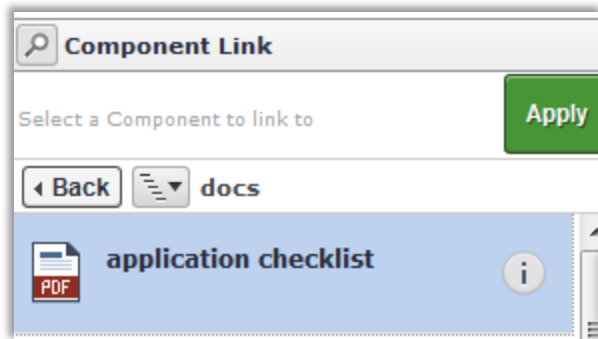 Component Link
Select a Component to link to
Apply
Back
docs
application checklist
PDF
i